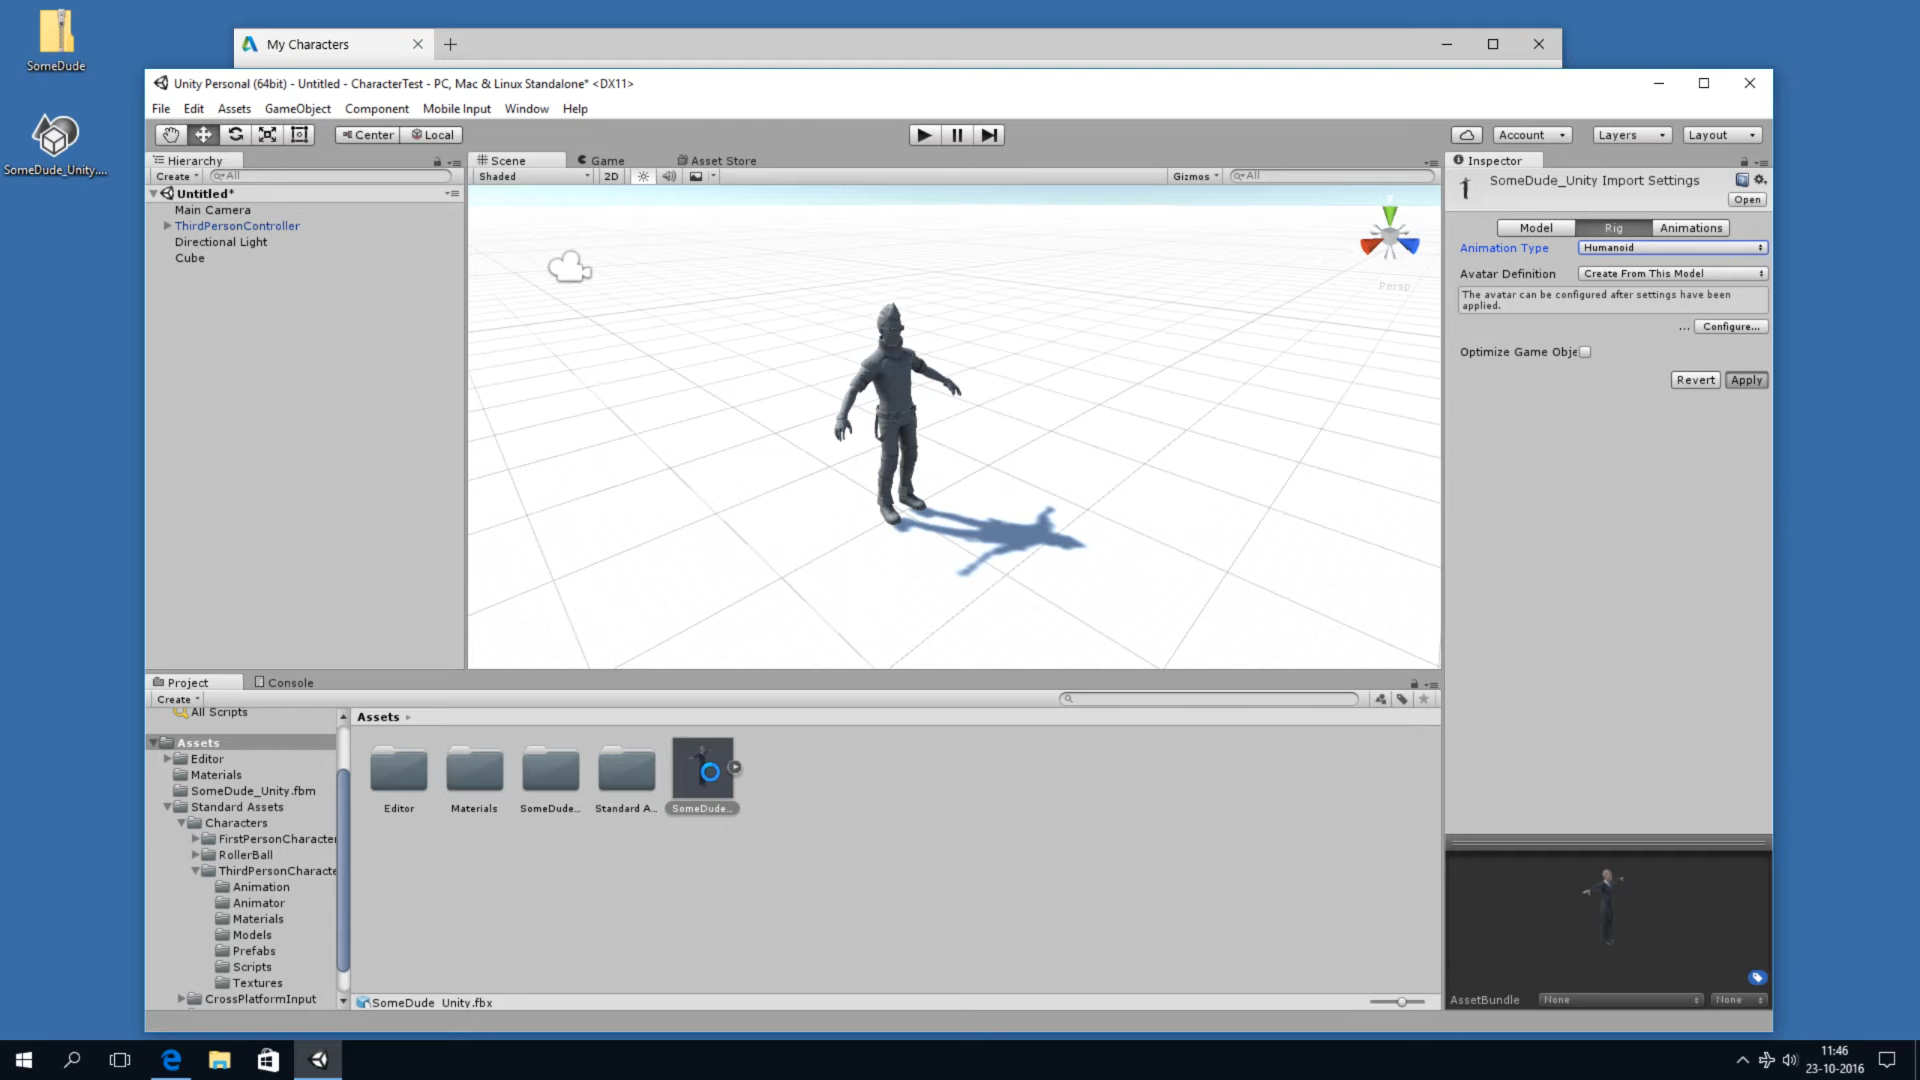 SomeDude
SomeDude_Unity....
My Characters
Unity Personal (64bit) - Untitled - CharacterTest - PC, Mac & Linux Standalone* <DX11>
File Edit Assets GameObject Component Mobile Input Window Help
Center Local
Account Layers Layout
Hierarchy
Create All
Untitled*
Main Camera
ThirdPersonController
Directional Light
Cube
Scene Game Asset Store
Shaded 2D Gizmos All
Persp
Inspector
SomeDude_Unity Import Settings
Open
Model Rig Animations
Animation Type Humanoid
Avatar Definition Create From This Model
The avatar can be configured after settings have been
applied.
... Configure...
Optimize Game Obje
Revert Apply
Project Console
Create
All Scripts
Assets
Editor
Materials
SomeDude_Unity.fbm
Standard Assets
Characters
FirstPersonCharacter
RollerBall
ThirdPersonCharacte
Animation
Animator
Materials
Models
Prefabs
Scripts
Textures
CrossPlatformInput
Assets
Editor Materials SomeDude... Standard A... SomeDude...
SomeDude_Unity.fbx
AssetBundle None None
11:46
23-10-2016